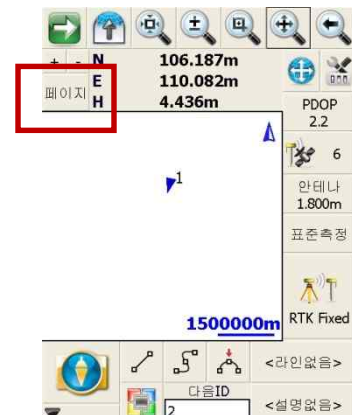 + - N 106.187m
페이지 E 110.082m
H 4.436m
PDOP
2.2
6
안테나
1.800m
표준측정
1
RTK Fixed
1500000m
<라인없음>
다음ID
2
<설명없음>